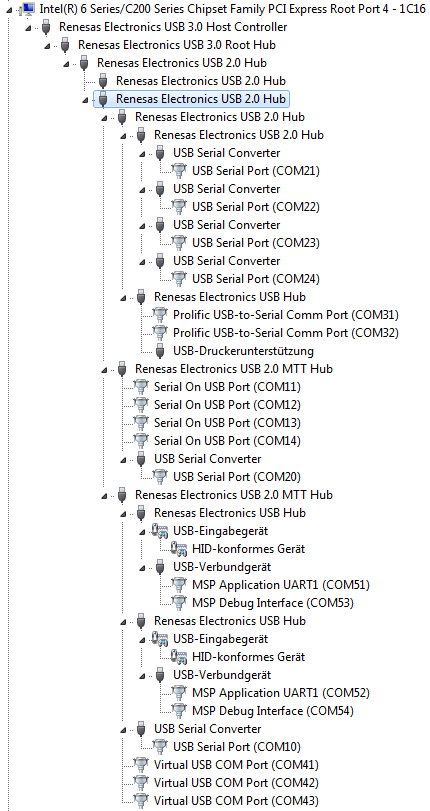 Intel(R) 6 Series/C200 Series Chipset Family PCI Express Root Port 4 - 1C16
Renesas Electronics USB 3.0 Host Controller
Renesas Electronics USB 3.0 Root Hub
Renesas Electronics USB 2.0 Hub
Renesas Electronics USB 2.0 Hub
Renesas Electronics USB 2.0 Hub
Renesas Electronics USB 2.0 Hub
Renesas Electronics USB 2.0 Hub
USB Serial Converter
USB Serial Port (COM21)
USB Serial Converter
USB Serial Port (COM22)
USB Serial Converter
USB Serial Port (COM23)
USB Serial Converter
USB Serial Port (COM24)
Renesas Electronics USB Hub
Prolific USB-to-Serial Comm Port (COM31)
Prolific USB-to-Serial Comm Port (COM32)
USB-Druckerunterstützung
Renesas Electronics USB 2.0 MTT Hub
Serial On USB Port (COM11)
Serial On USB Port (COM12)
Serial On USB Port (COM13)
Serial On USB Port (COM14)
USB Serial Converter
USB Serial Port (COM20)
Renesas Electronics USB 2.0 MTT Hub
Renesas Electronics USB Hub
USB-Eingabegerät
HID-konformes Gerät
USB-Verbundgerät
MSP Application UART1 (COM51)
MSP Debug Interface (COM53)
Renesas Electronics USB Hub
USB-Eingabegerät
HID-konformes Gerät
USB-Verbundgerät
MSP Application UART1 (COM52)
MSP Debug Interface (COM54)
USB Serial Converter
USB Serial Port (COM10)
Virtual USB COM Port (COM41)
Virtual USB COM Port (COM42)
Virtual USB COM Port (COM43)